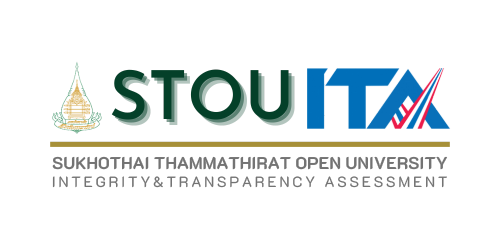 STOU ITA
SUKHOTHAI THAMMATHIRAT OPEN UNIVERSITY
INTEGRITY&TRANSPARENCY ASSESSMENT